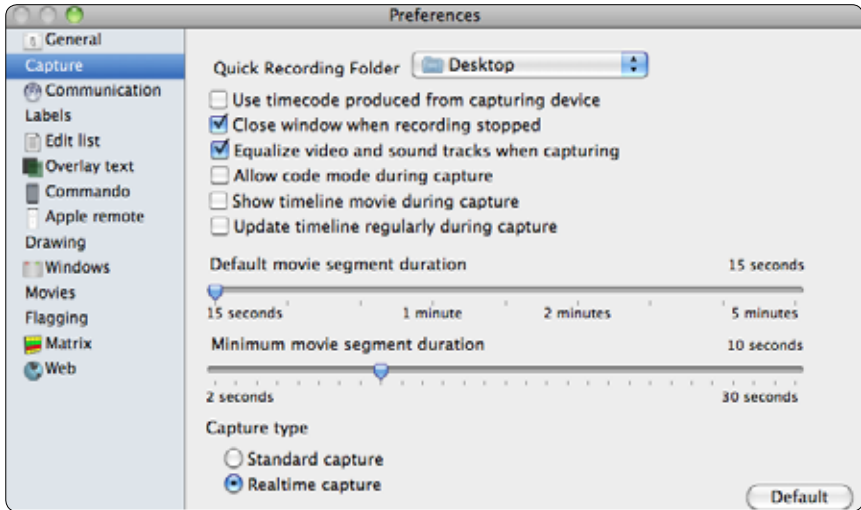 Preferences
General
Capture
Communication
Labels
Edit list
Overlay text
Commando
Apple remote
Drawing
Windows
Movies
Flagging
Matrix
Web
Quick Recording Folder Desktop
Use timecode produced from capturing device
Close window when recording stopped
Equalize video and sound tracks when capturing
Allow code mode during capture
Show timeline movie during capture
Update timeline regularly during capture
Default movie segment duration 15 seconds
15 seconds 1 minute 2 minutes 5 minutes
Minimum movie segment duration 10 seconds
2 seconds 30 seconds
Capture type
Standard capture
Realtime capture
Default